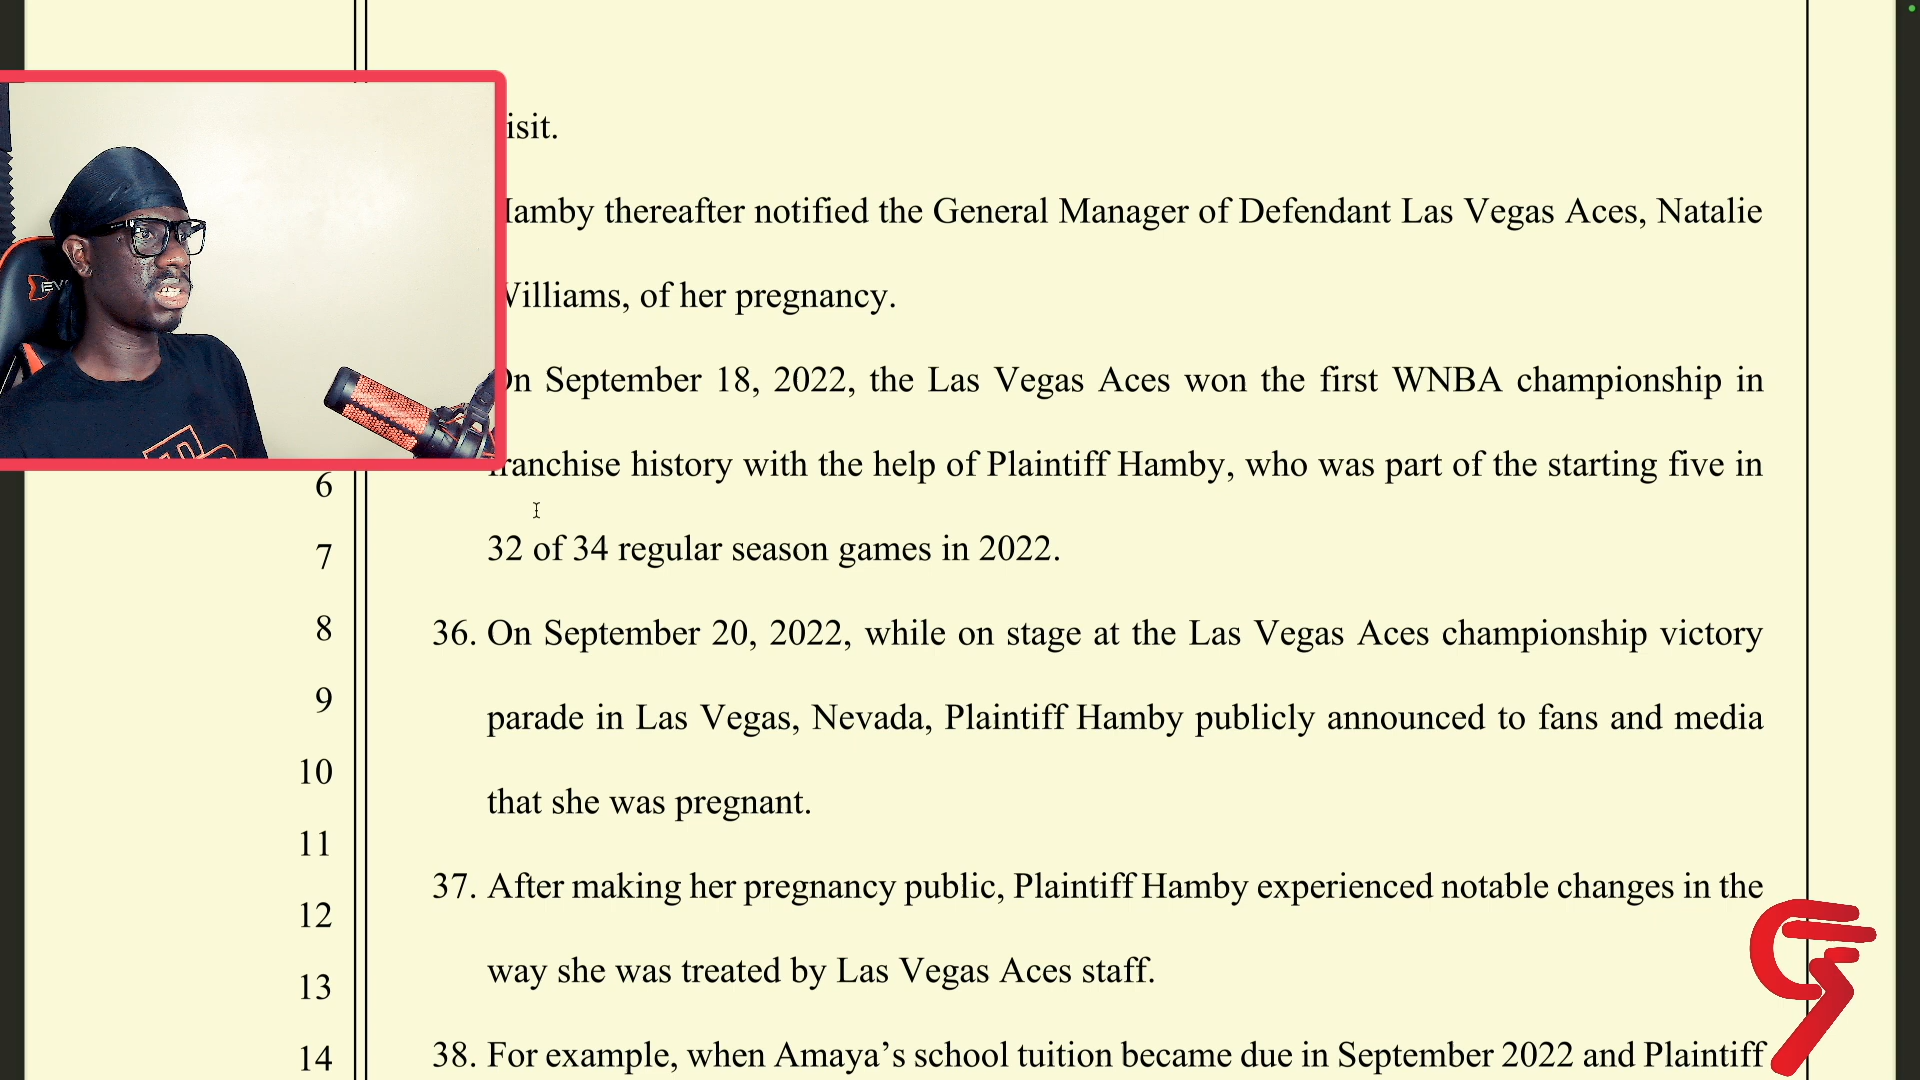 isit.
Hamby thereafter notified the General Manager of Defendant Las Vegas Aces, Natalie
Williams, of her pregnancy.
On September 18, 2022, the Las Vegas Aces won the first WNBA championship in
franchise history with the help of Plaintiff Hamby, who was part of the starting five in
6
32 of 34 regular season games in 2022.
7
8
36. On September 20, 2022, while on stage at the Las Vegas Aces championship victory
9
parade in Las Vegas, Nevada, Plaintiff Hamby publicly announced to fans and media
10
that she was pregnant.
11
37. After making her pregnancy public, Plaintiff Hamby experienced notable changes in the
12
way she was treated by Las Vegas Aces staff.
13
14
38. For example, when Amaya’s school tuition became due in September 2022 and Plaintiff